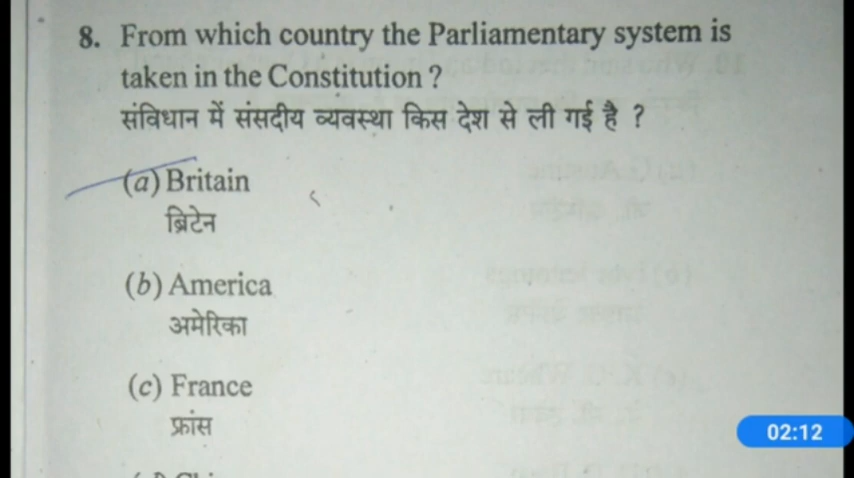 8. From which country the Parliamentary system is
taken in the Constitution ?
संविधान में संसदीय व्यवस्था किस देश से ली गई है ?
(a) Britain
ब्रिटेन
(b) America
अमेरिका
(c) France
फ्रांस
02:12